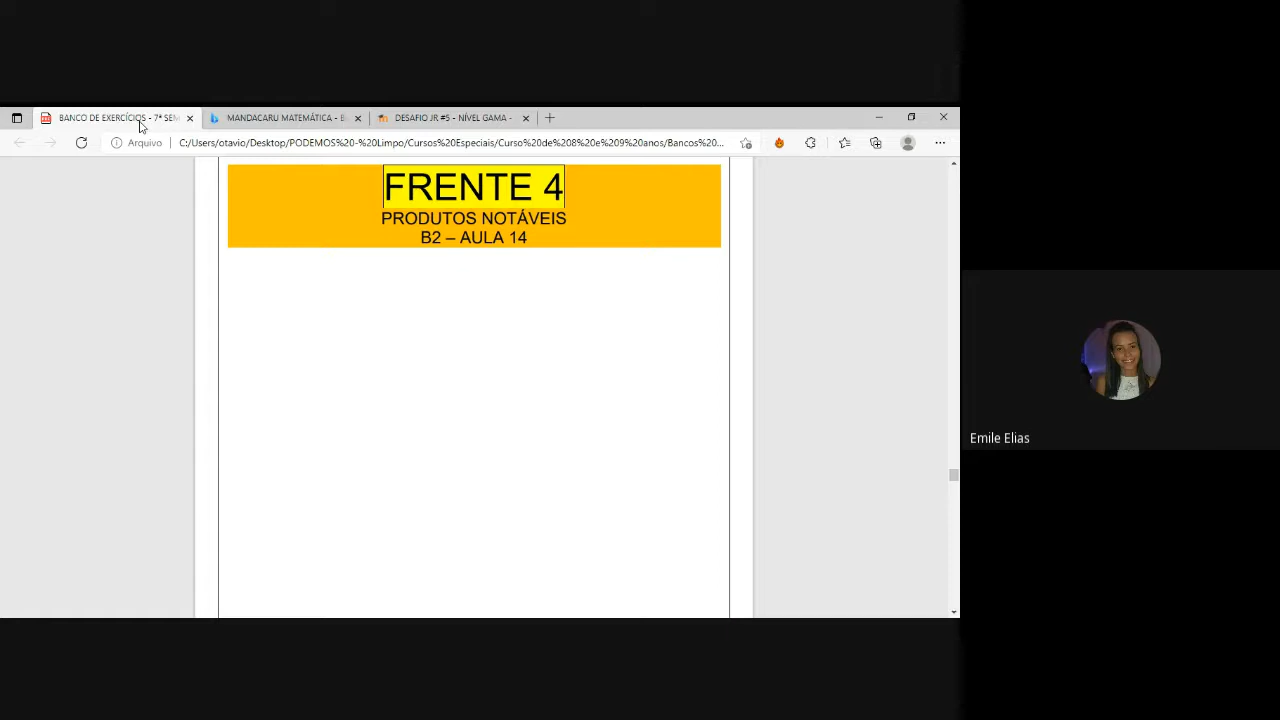 BANCO DE EXERCÍCIOS - 7ª SEM
MANDACARU MATEMÁTICA - B
DESAFIO JR #5 - NÍVEL GAMA -
Arquivo
C:/Users/otavio/Desktop/PODEMOS%20-%20Limpo/Cursos%20Especiais/Curso%20de%208%20e%209%20anos/Bancos%20...
FRENTE 4
PRODUTOS NOTÁVEIS
B2 – AULA 14
Emile Elias